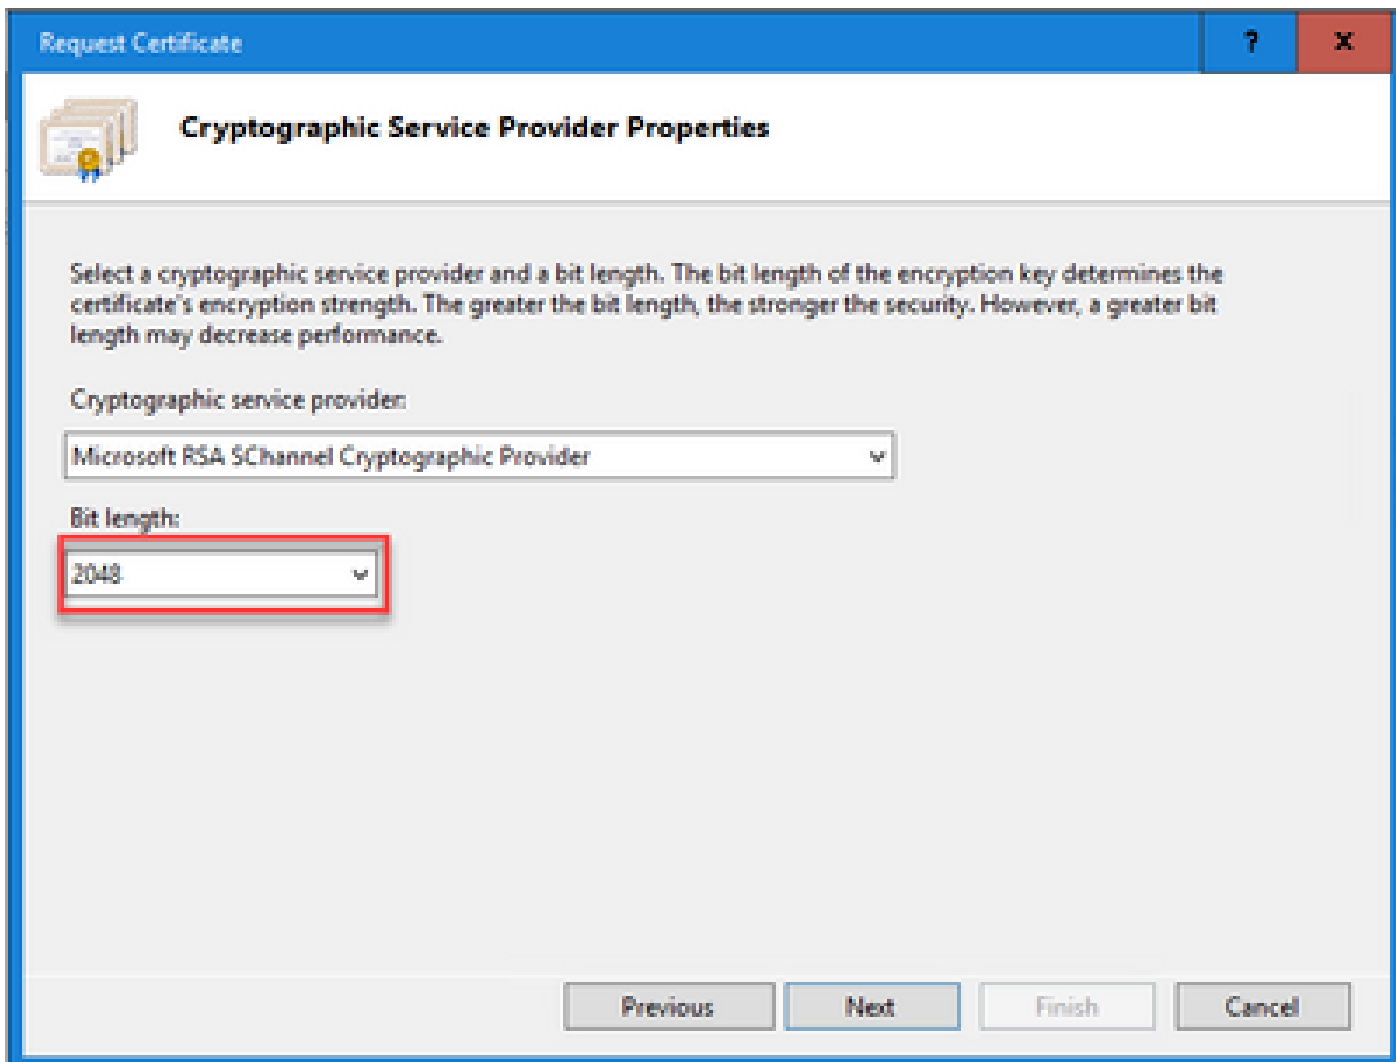 Request Certificate
?
x
Cryptographic Service Provider Properties
Select a cryptographic service provider and a bit length. The bit length of the encryption key determines the
certificate's encryption strength. The greater the bit length, the stronger the security. However, a greater bit
length may decrease performance.
Cryptographic service provider:
Microsoft RSA SChannel Cryptographic Provider
Bit length:
2048
Previous Next Finish Cancel